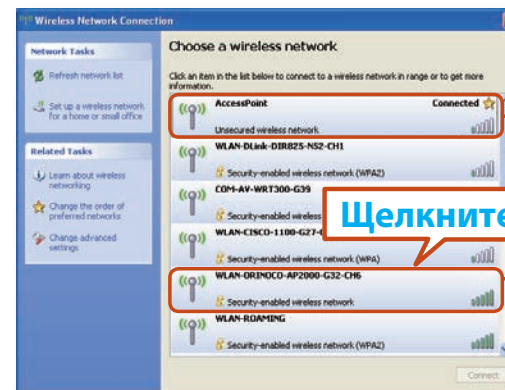 Wireless Network Connection
Network Tasks
Refresh network list
Set up a wireless network
for a home or small office
Related Tasks
Learn about wireless
networking
Change the order of
preferred networks
Change advanced
settings
Choose a wireless network
Click an item in the list below to connect to a wireless network in range or to get more
information.
AccessPoint Connected
Unsecured wireless network
WLAN-DLink-DIR825-N52-CH1
Security-enabled wireless network (WPA2)
COM-AV-WRT300-G39
Security-enabled wireless
Щелкните
WLAN-CISCO-1100-G27-
Security-enabled wireless network (WPA)
WLAN-ORINOCO-AP2000-G32-CH6
Security-enabled wireless network
WLAN-ROAMING
Security-enabled wireless network (WPA2)
Connect